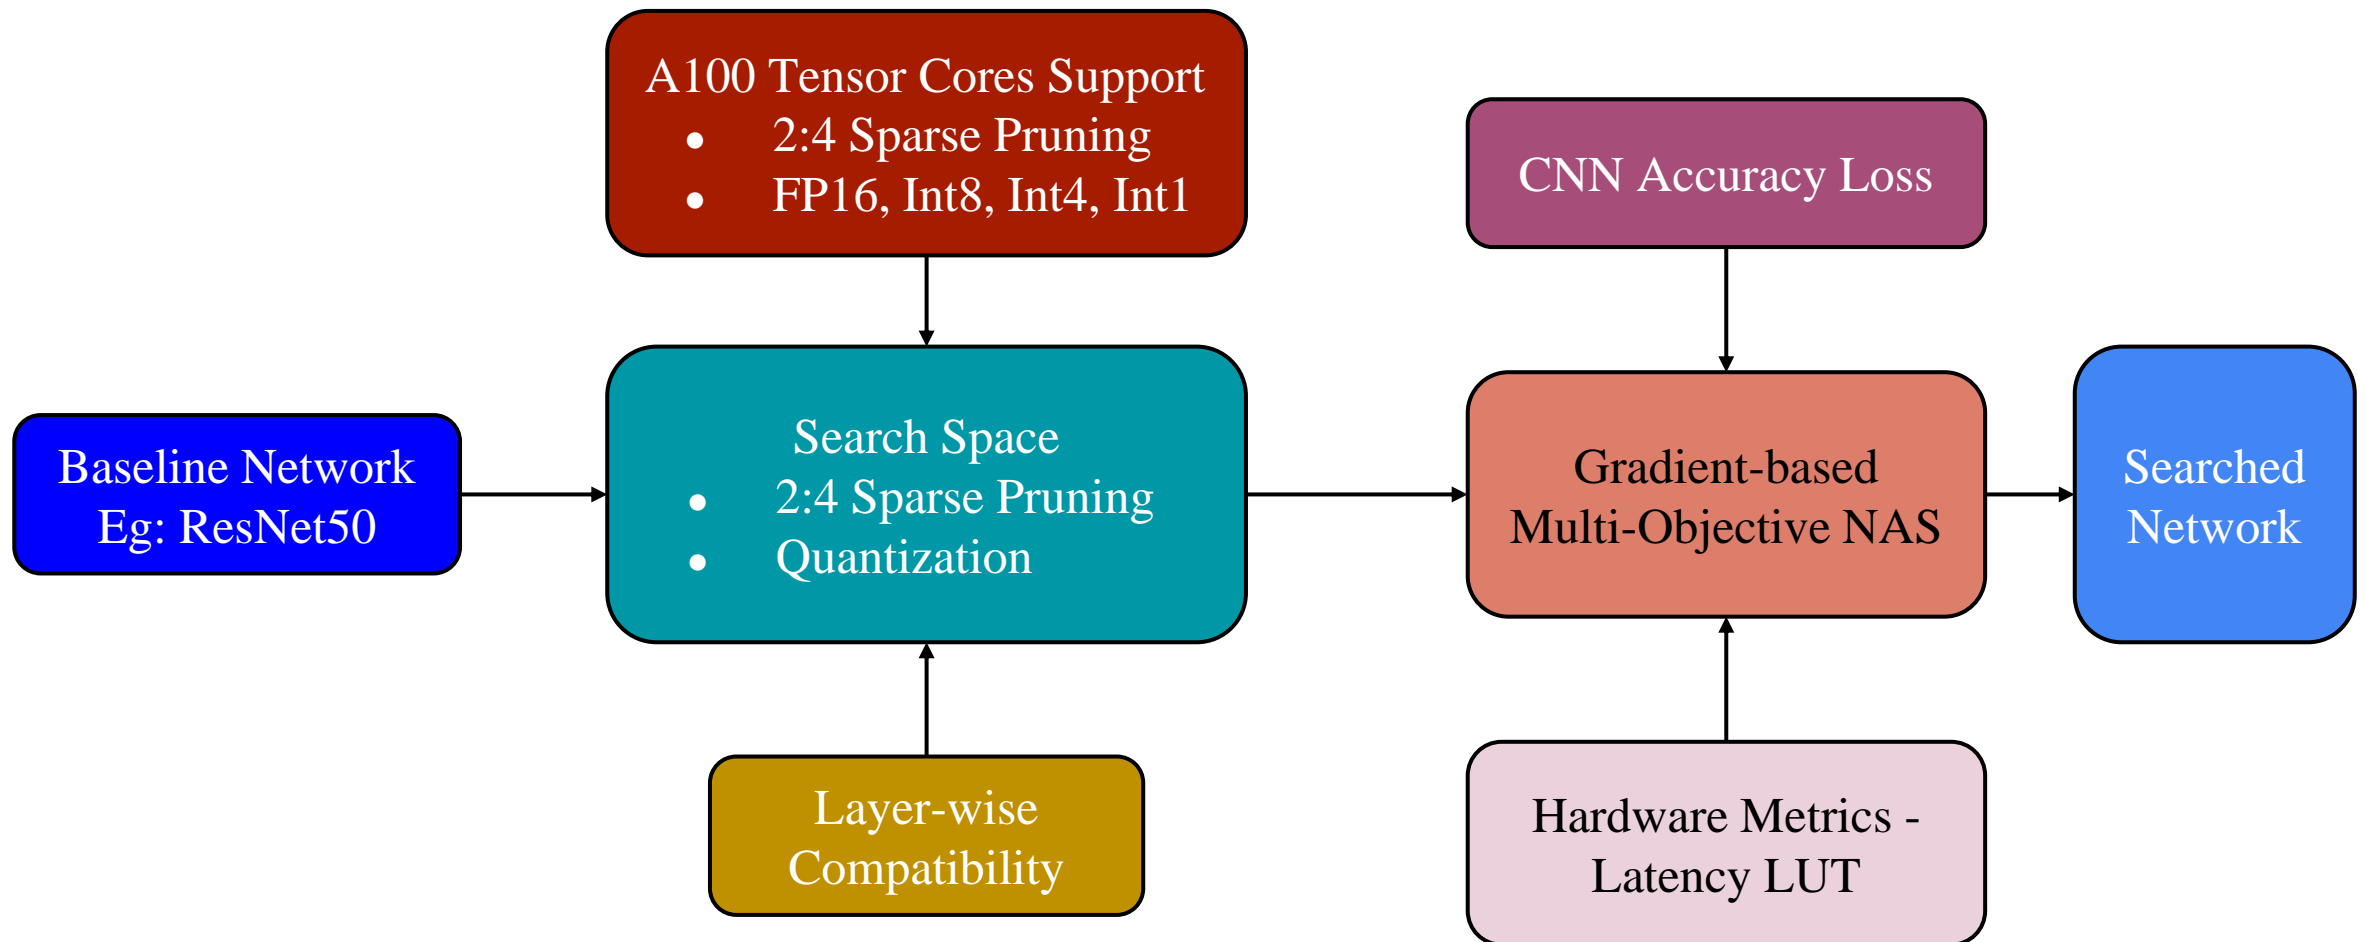 A100 Tensor Cores Support
● 2:4 Sparse Pruning
● FP16, Int8, Int4, Int1
CNN Accuracy Loss
Baseline Network
Eg: ResNet50
Search Space
● 2:4 Sparse Pruning
● Quantization
Gradient-based
Multi-Objective NAS
Searched
Network
Layer-wise
Compatibility
Hardware Metrics -
Latency LUT